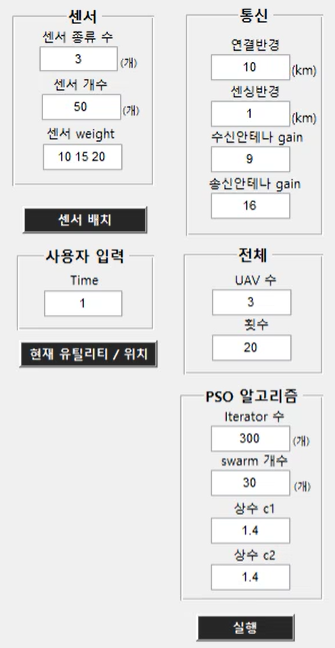 센서
센서 종류 수
3
(개)
센서 개수
50
(개)
센서 weight
10 15 20
센서 배치
사용자 입력
Time
1
현재 유틸리티 / 위치
통신
연결반경
10
(km)
센싱반경
1
(km)
수신안테나 gain
9
송신안테나 gain
16
전체
UAV 수
3
횟수
20
PSO 알고리즘
Iterator 수
300
(개)
swarm 개수
30
(개)
상수 c1
1.4
상수 c2
1.4
실행